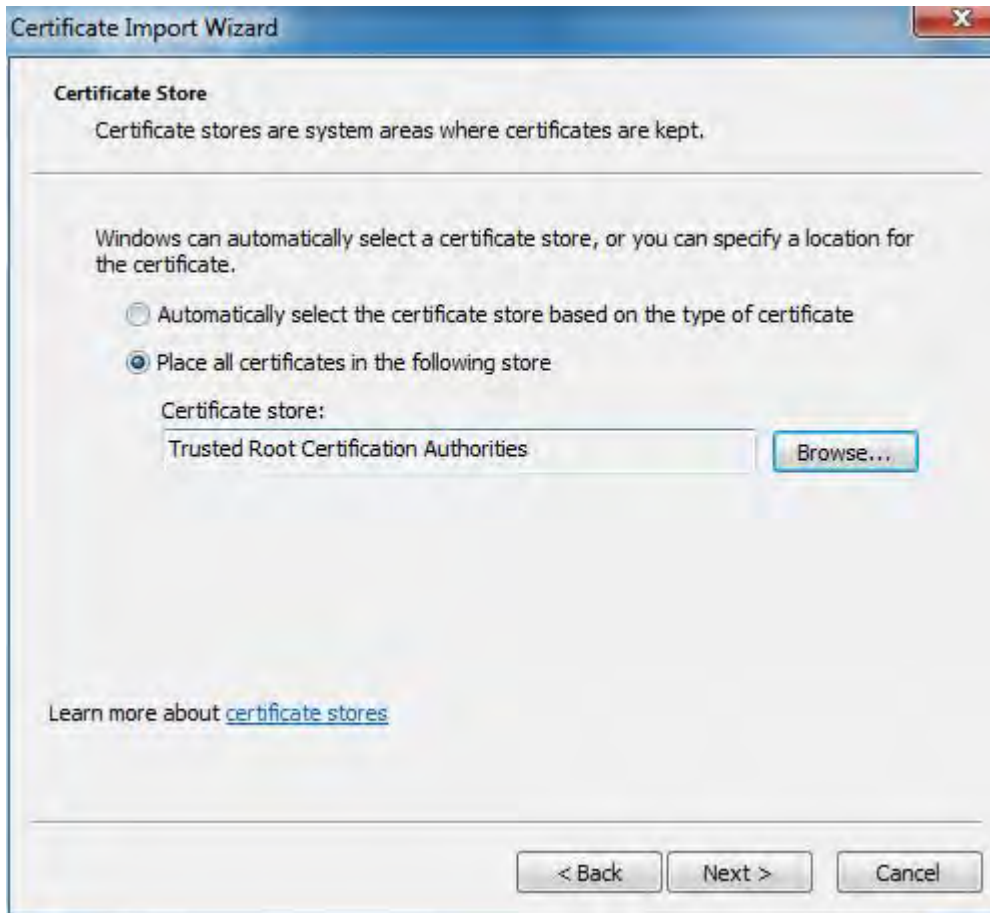 Certificate Import Wizard
Certificate Store
Certificate stores are system areas where certificates are kept.
Windows can automatically select a certificate store, or you can specify a location for
the certificate.
Automatically select the certificate store based on the type of certificate
Place all certificates in the following store
Certificate store:
Trusted Root Certification Authorities
Browse...
Learn more about certificate stores
< Back
Next >
Cancel